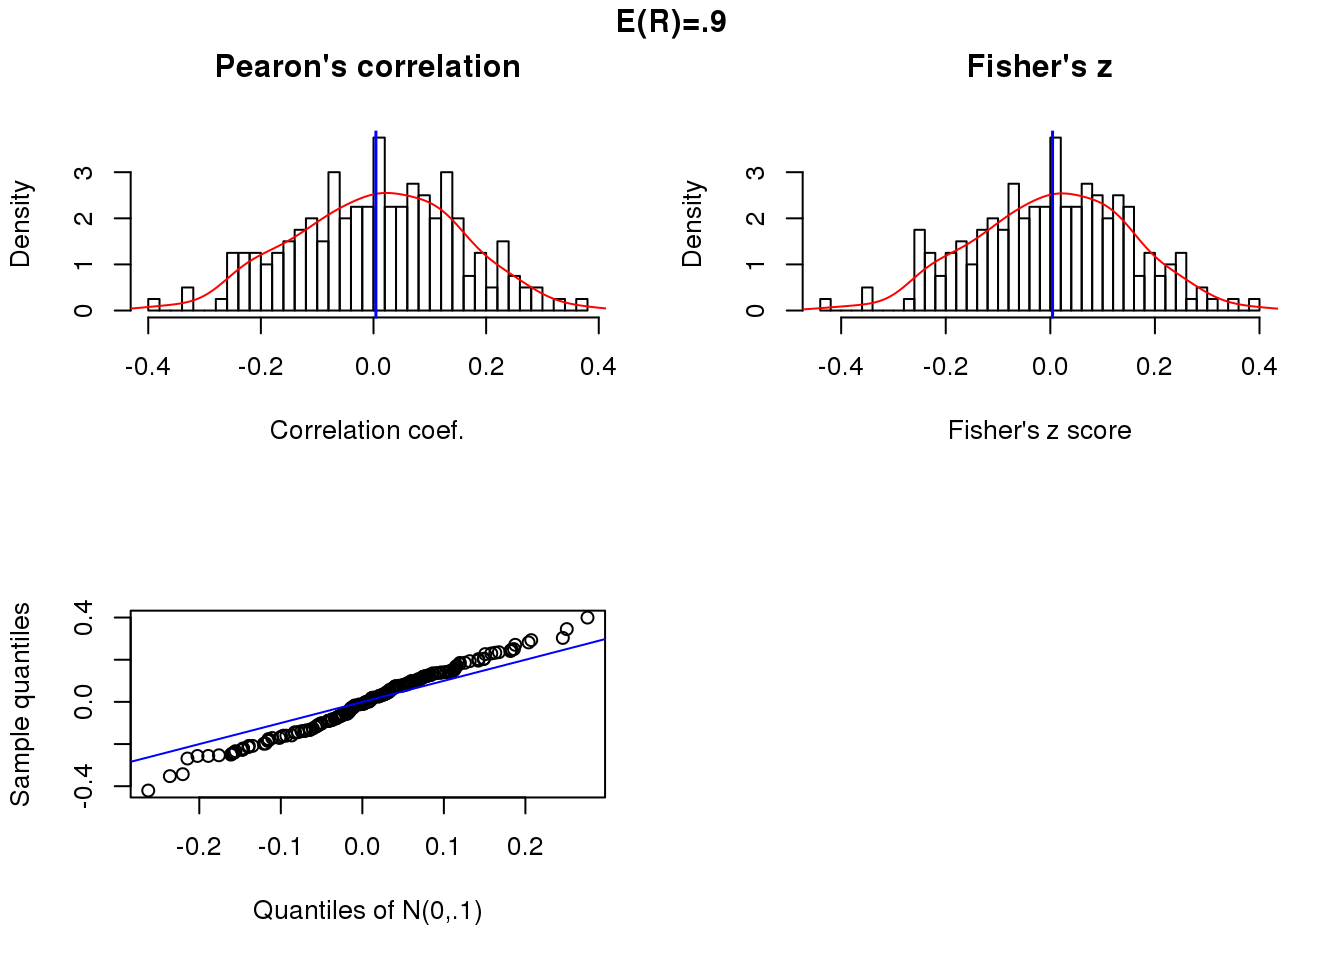 E(R)=.9
Pearon's correlation
Density
0 1 2 3
-0.4 -0.2 0.0 0.2 0.4
Correlation coef.
Fisher's z
Density
0 1 2 3
-0.4 -0.2 0.0 0.2 0.4
Fisher's z score
Sample quantiles
-0.4 0.0 0.4
-0.2 -0.1 0.0 0.1 0.2
Quantiles of N(0,.1)